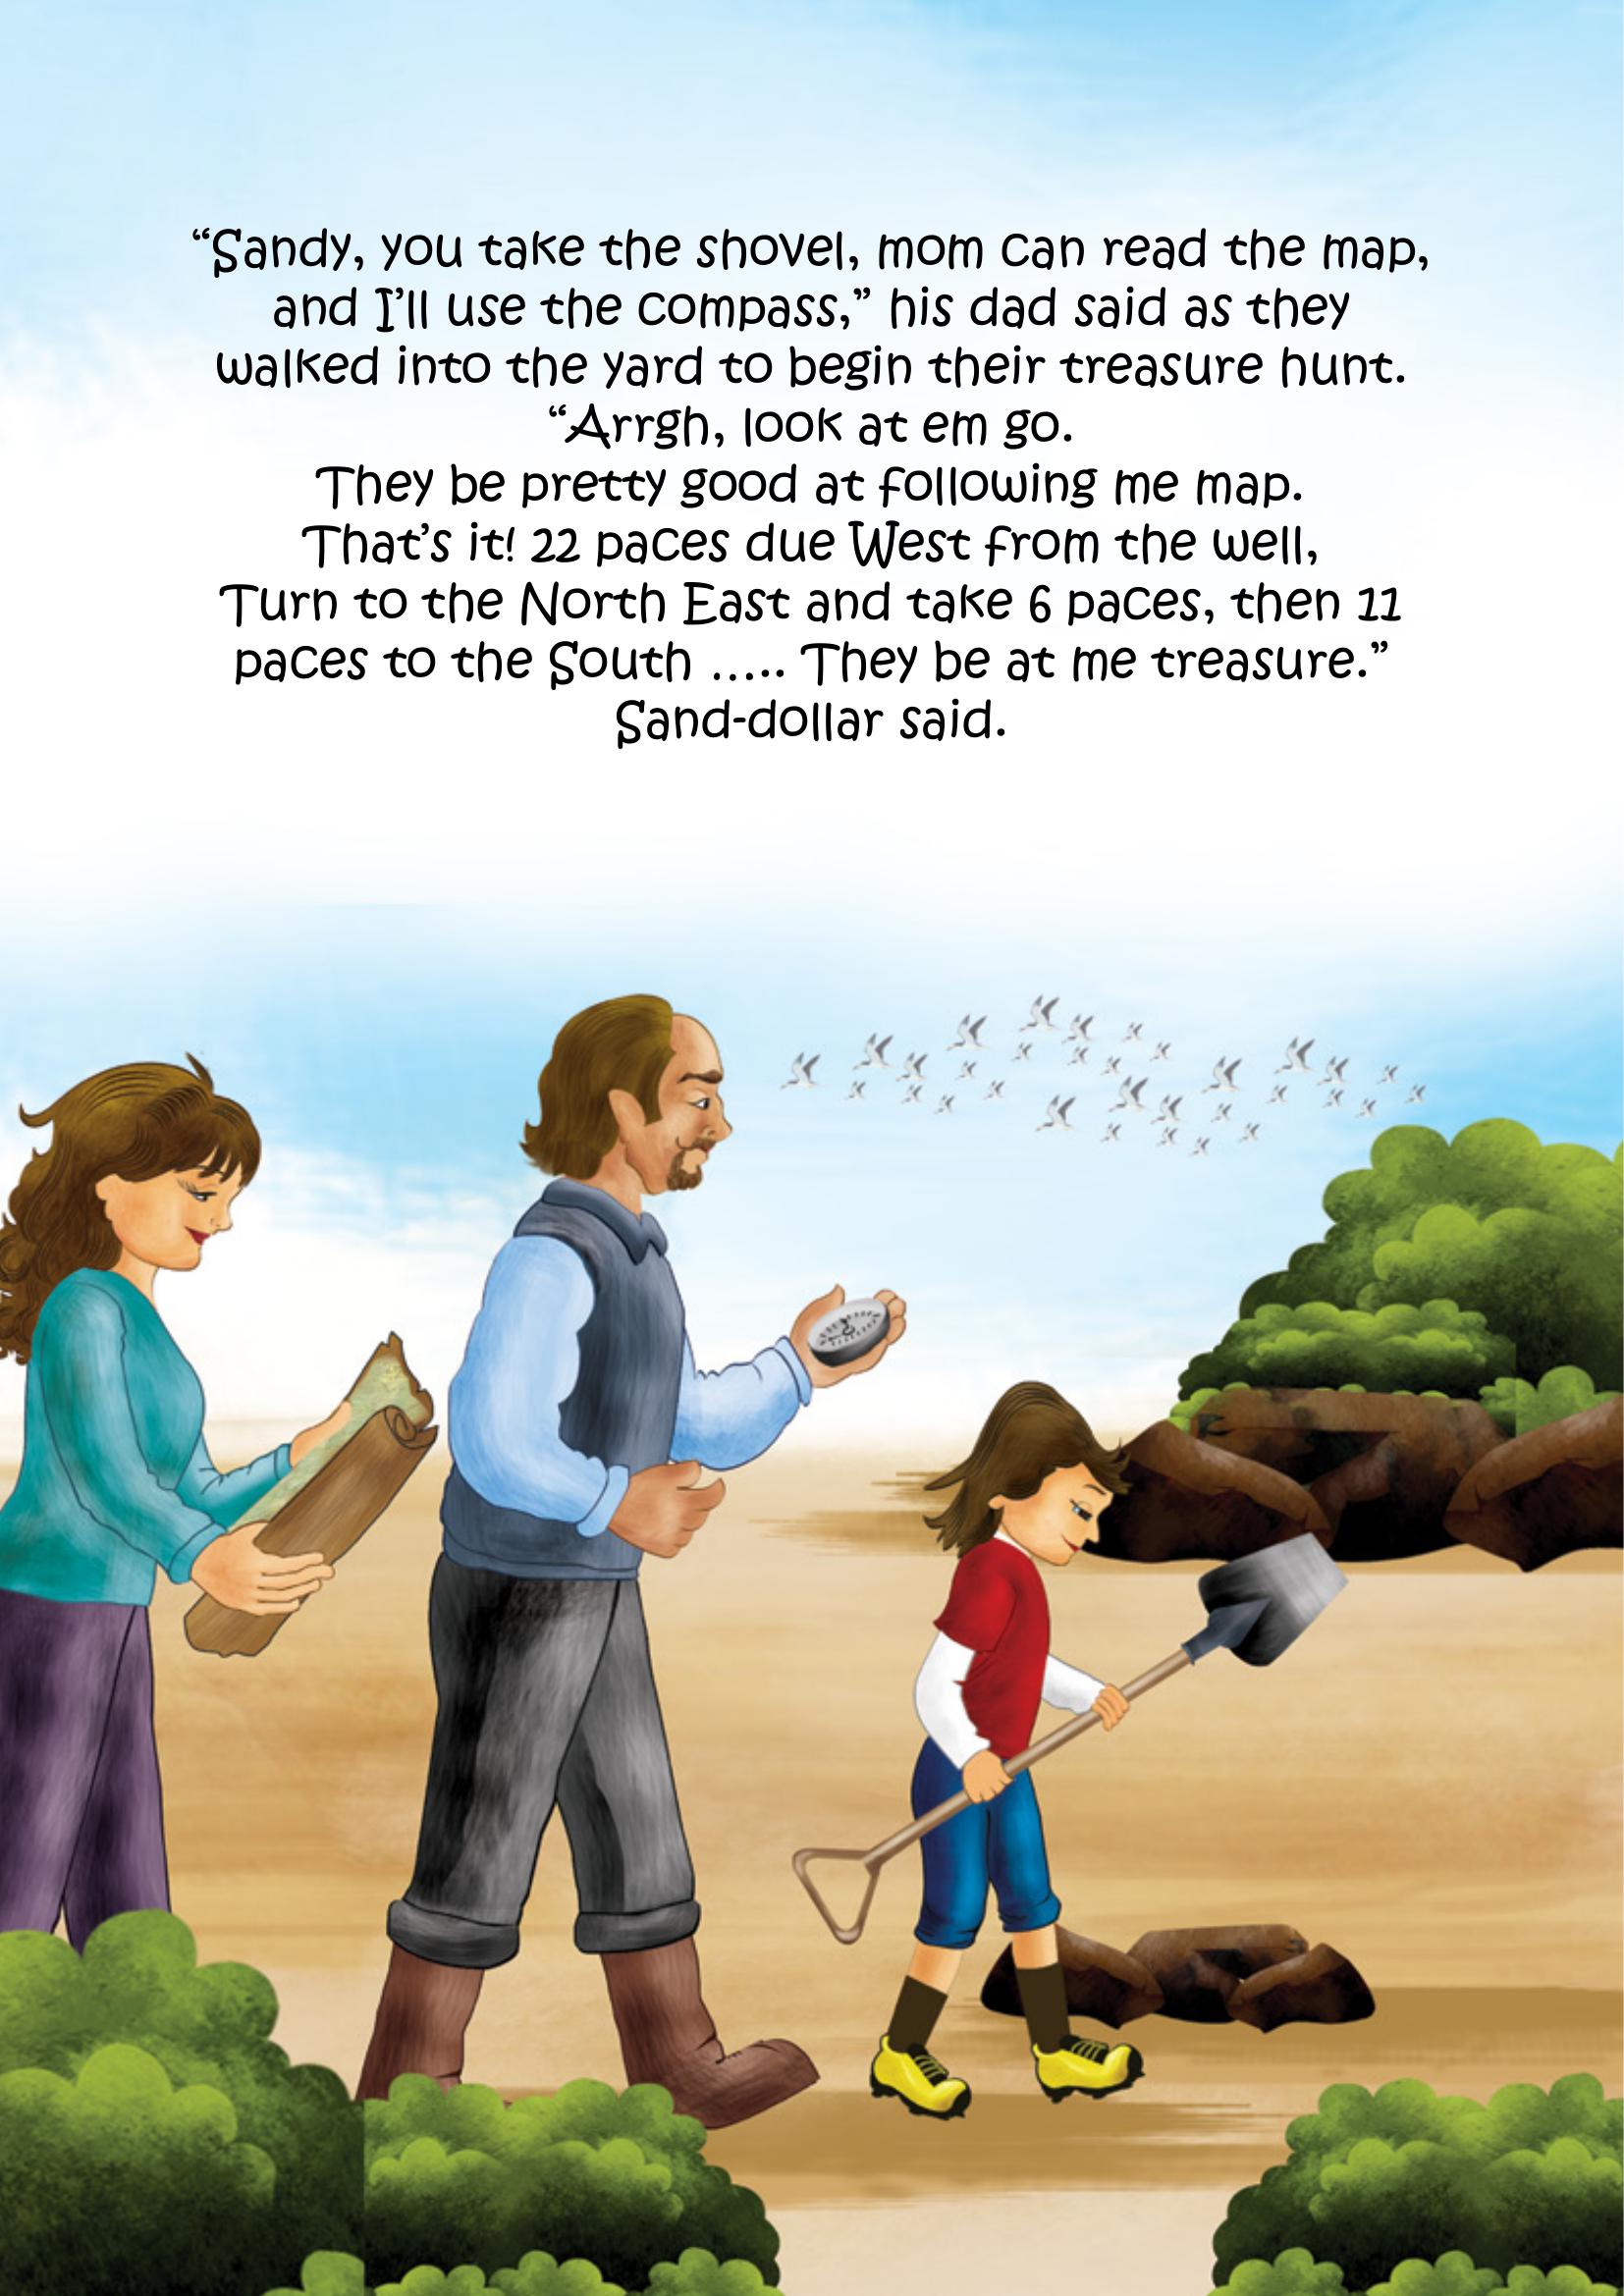 “Sandy, you take the shovel, mom can read the map,
and I’ll use the compass,” his dad said as they
walked into the yard to begin their treasure hunt.
“Arrgh, look at em go.
They be pretty good at following me map.
That’s it! 22 paces due West from the well,
Turn to the North East and take 6 paces, then 11
paces to the South ..... They be at me treasure.”
Sand-dollar said.